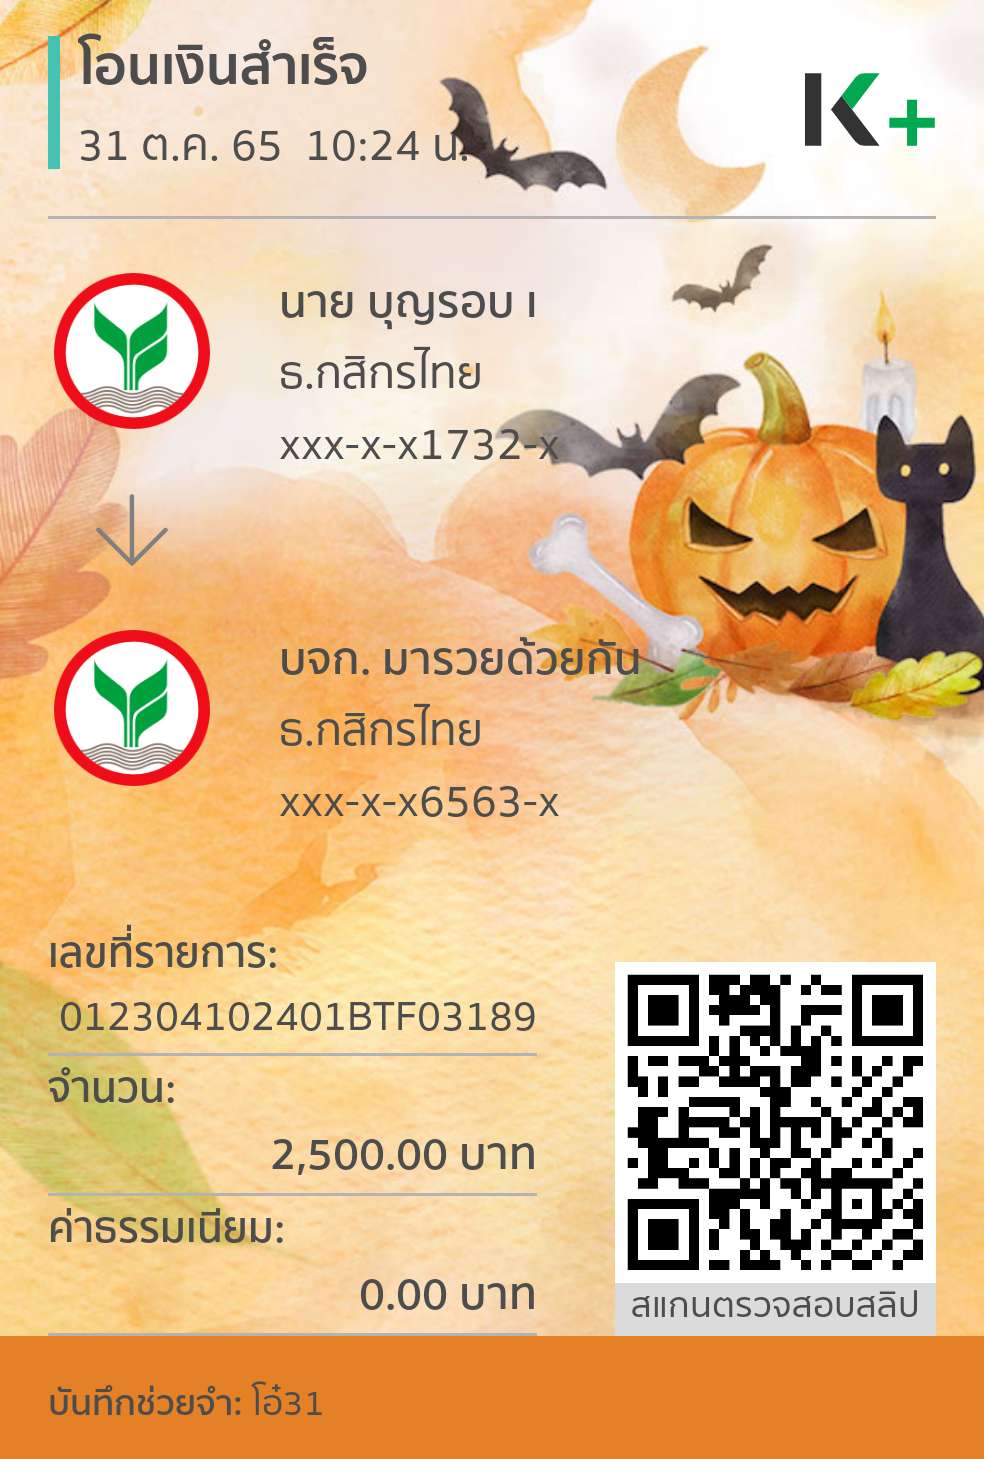 โอนเงินสำเร็จ
31 ต.ค. 65 10:24 น.
K+
นาย บุญรอบ เ
ธ.กสิกรไทย
xxx-x-x1732-x
บจก. มารวยด้วยกัน
ธ.กสิกรไทย
xxx-x-x6563-x
เลขที่รายการ:
012304102401BTF03189
จำนวน:
2,500.00 บาท
ค่าธรรมเนียม:
0.00 บาท
สแกนตรวจสอบสลิป
บันทึกช่วยจำ: โอ๋31